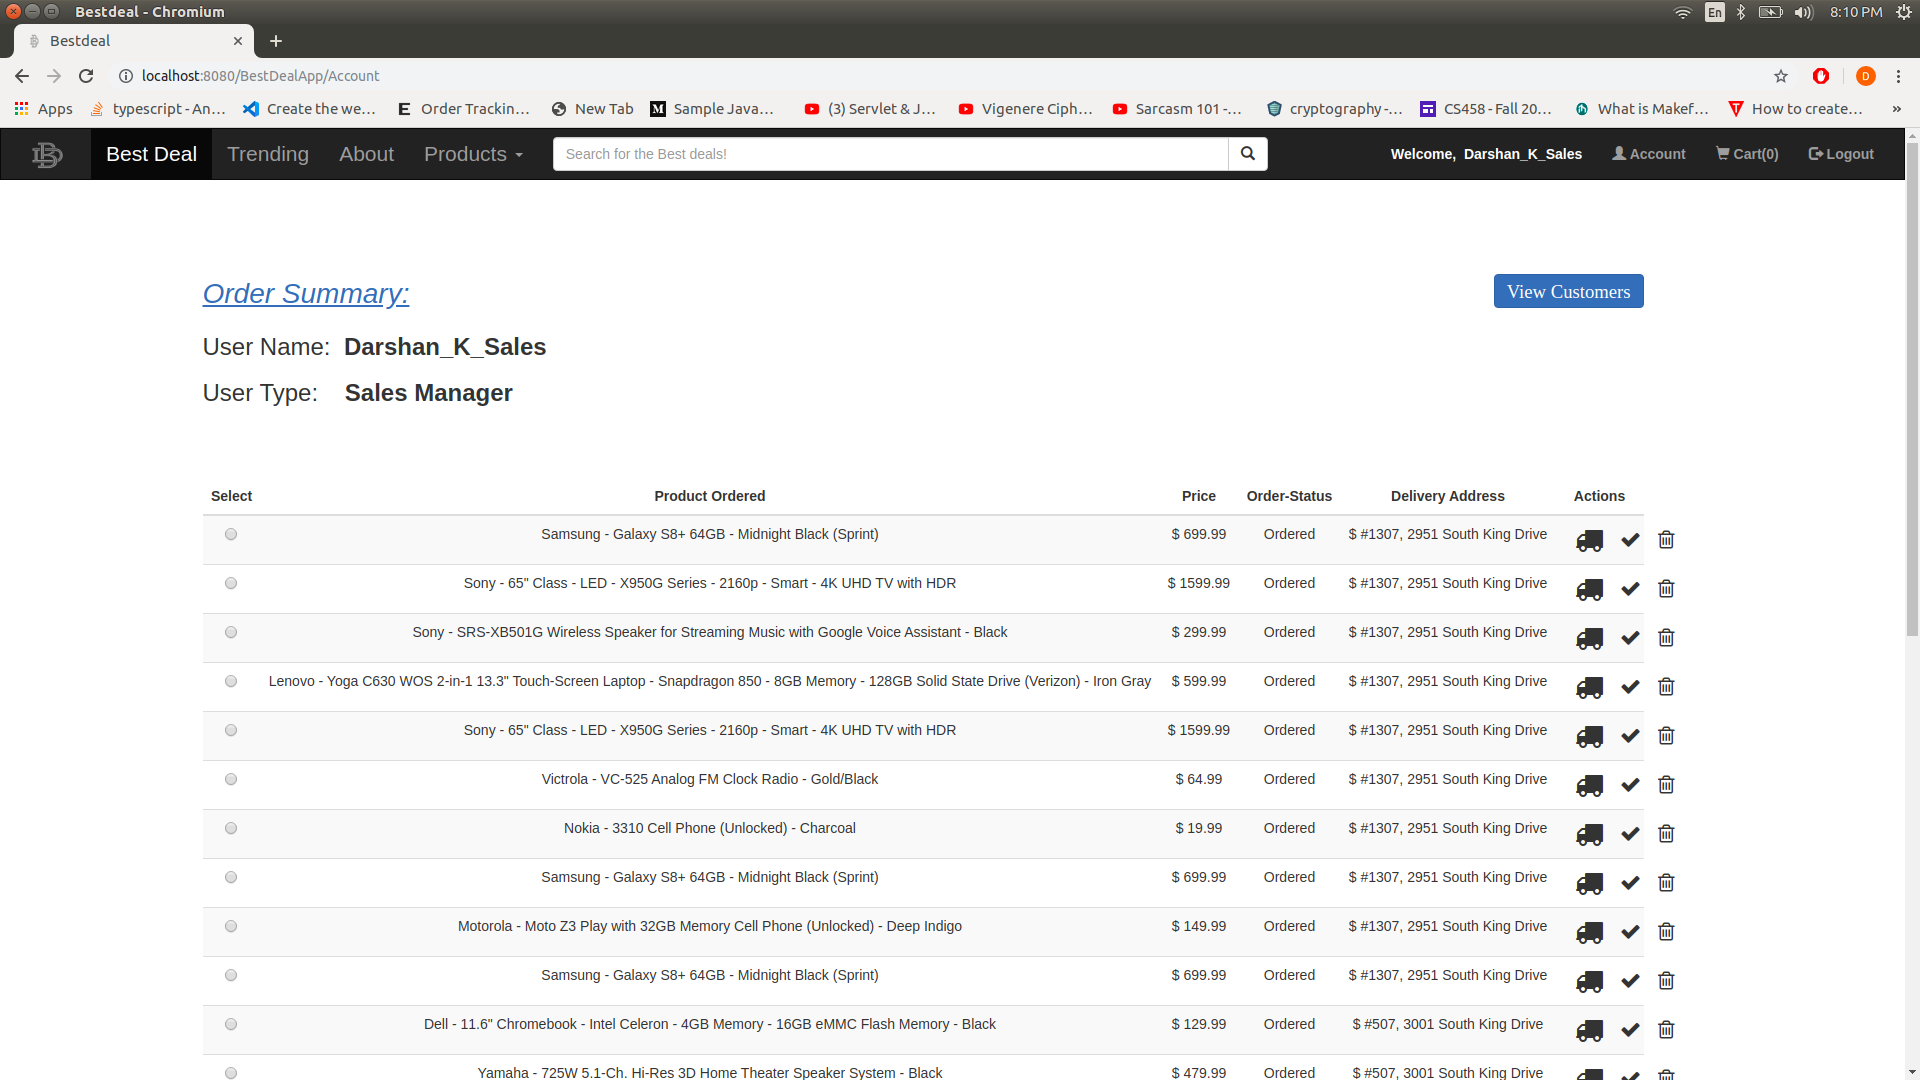 Bestdeal - Chromium
En
8:10 PM
Bestdeal
localhost:8080/BestDealApp/Account
D
Apps
typescript - An...
Create the we...
E Order Trackin...
New Tab
M Sample Java...
(3) Servlet & J...
Vigenere Ciph...
Sarcasm 101 -...
cryptography -...
CS458 - Fall 20...
What is Makef...
How to create...
»
Best Deal
Trending
About
Products
Search for the Best deals!
Welcome, Darshan_K_Sales
Account
Cart(0)
Logout
Order Summary:
View Customers
User Name: Darshan_K_Sales
User Type: Sales Manager
Select Product Ordered Price Order-Status Delivery Address Actions
Samsung - Galaxy S8+ 64GB - Midnight Black (Sprint) $ 699.99 Ordered $ #1307, 2951 South King Drive
Sony - 65" Class - LED - X950G Series - 2160p - Smart - 4K UHD TV with HDR $ 1599.99 Ordered $ #1307, 2951 South King Drive
Sony - SRS-XB501G Wireless Speaker for Streaming Music with Google Voice Assistant - Black $ 299.99 Ordered $ #1307, 2951 South King Drive
Lenovo - Yoga C630 WOS 2-in-1 13.3" Touch-Screen Laptop - Snapdragon 850 - 8GB Memory - 128GB Solid State Drive (Verizon) - Iron Gray $ 599.99 Ordered $ #1307, 2951 South King Drive
Sony - 65" Class - LED - X950G Series - 2160p - Smart - 4K UHD TV with HDR $ 1599.99 Ordered $ #1307, 2951 South King Drive
Victrola - VC-525 Analog FM Clock Radio - Gold/Black $ 64.99 Ordered $ #1307, 2951 South King Drive
Nokia - 3310 Cell Phone (Unlocked) - Charcoal $ 19.99 Ordered $ #1307, 2951 South King Drive
Samsung - Galaxy S8+ 64GB - Midnight Black (Sprint) $ 699.99 Ordered $ #1307, 2951 South King Drive
Motorola - Moto Z3 Play with 32GB Memory Cell Phone (Unlocked) - Deep Indigo $ 149.99 Ordered $ #1307, 2951 South King Drive
Samsung - Galaxy S8+ 64GB - Midnight Black (Sprint) $ 699.99 Ordered $ #1307, 2951 South King Drive
Dell - 11.6" Chromebook - Intel Celeron - 4GB Memory - 16GB eMMC Flash Memory - Black $ 129.99 Ordered $ #507, 3001 South King Drive
Yamaha - 725W 5.1-Ch. Hi-Res 3D Home Theater Speaker System - Black $ 479.99 Ordered $ #507, 3001 South King Drive